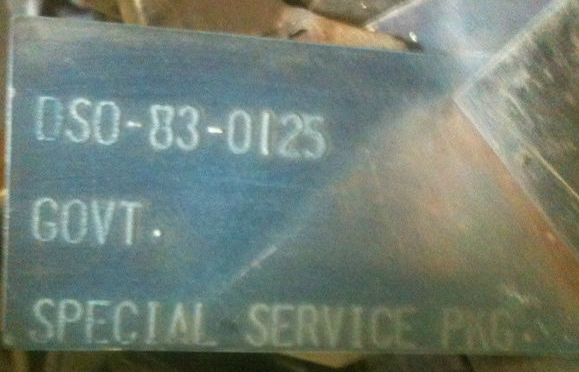 DSO-83-0125
GOVT.
SPECIAL SERVICE PKG.